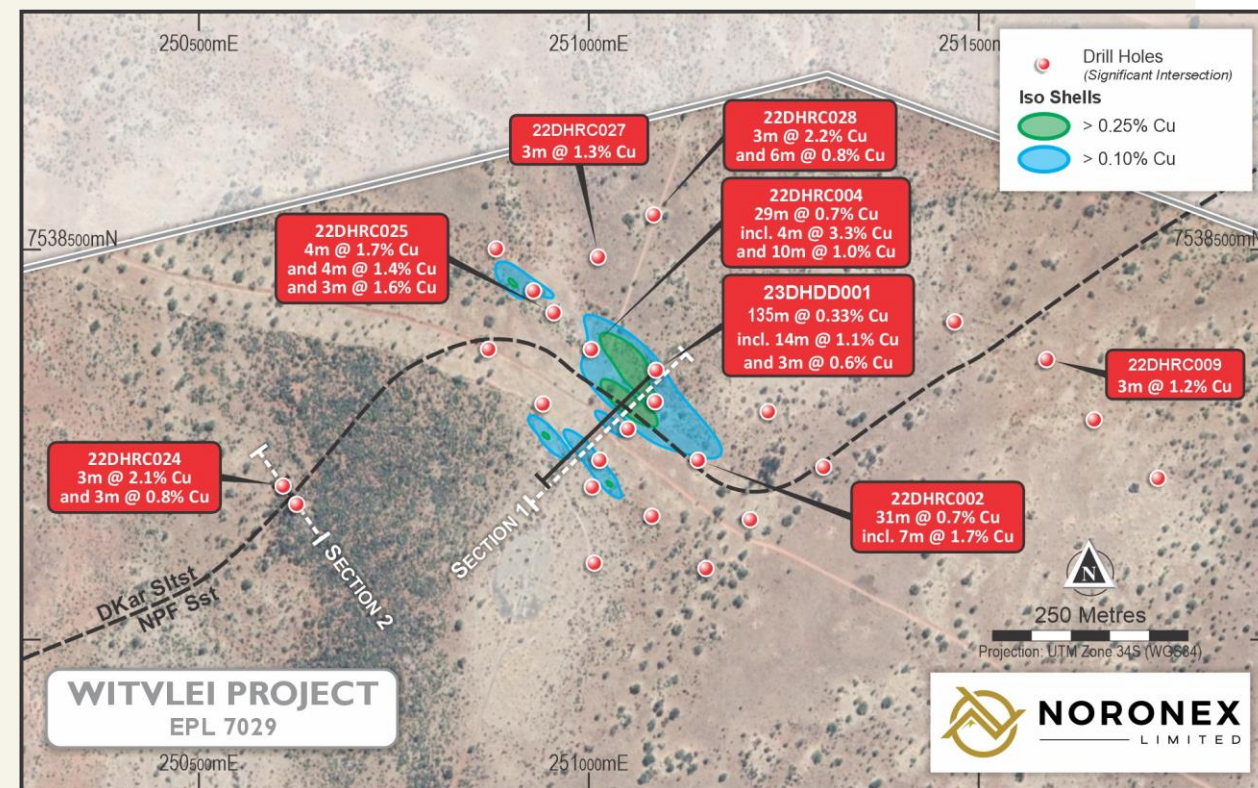 250500mE
251000mE
251500m
Drill Holes
(Significant Intersection)
Iso Shells
> 0.25% Cu
> 0.10% Cu
22DHRC027
3m @ 1.3% Cu
22DHRC028
3m @ 2.2% Cu
and 6m @ 0.8% Cu
22DHRC004
29m @ 0.7% Cu
incl. 4m @ 3.3% Cu
and 10m @ 1.0% Cu
22DHRC025
4m @ 1.7% Cu
and 4m @ 1.4% Cu
and 3m @ 1.6% Cu
7538500mN
7538500mN
23DHDD001
135m @ 0.33% Cu
incl. 14m @ 1.1% Cu
and 3m @ 0.6% Cu
22DHRC009
3m @ 1.2% Cu
22DHRC024
3m @ 2.1% Cu
and 3m @ 0.8% Cu
22DHRC002
31m @ 0.7% Cu
incl. 7m @ 1.7% Cu
SECTION 1
SECTION 2
DKar Sltst
NPF Sst
N
250 Metres
Projection: UTM Zone 34S (WGS84)
WITVLEI PROJECT
EPL 7029
NORONEX
LIMITED
250500mE
251000mE